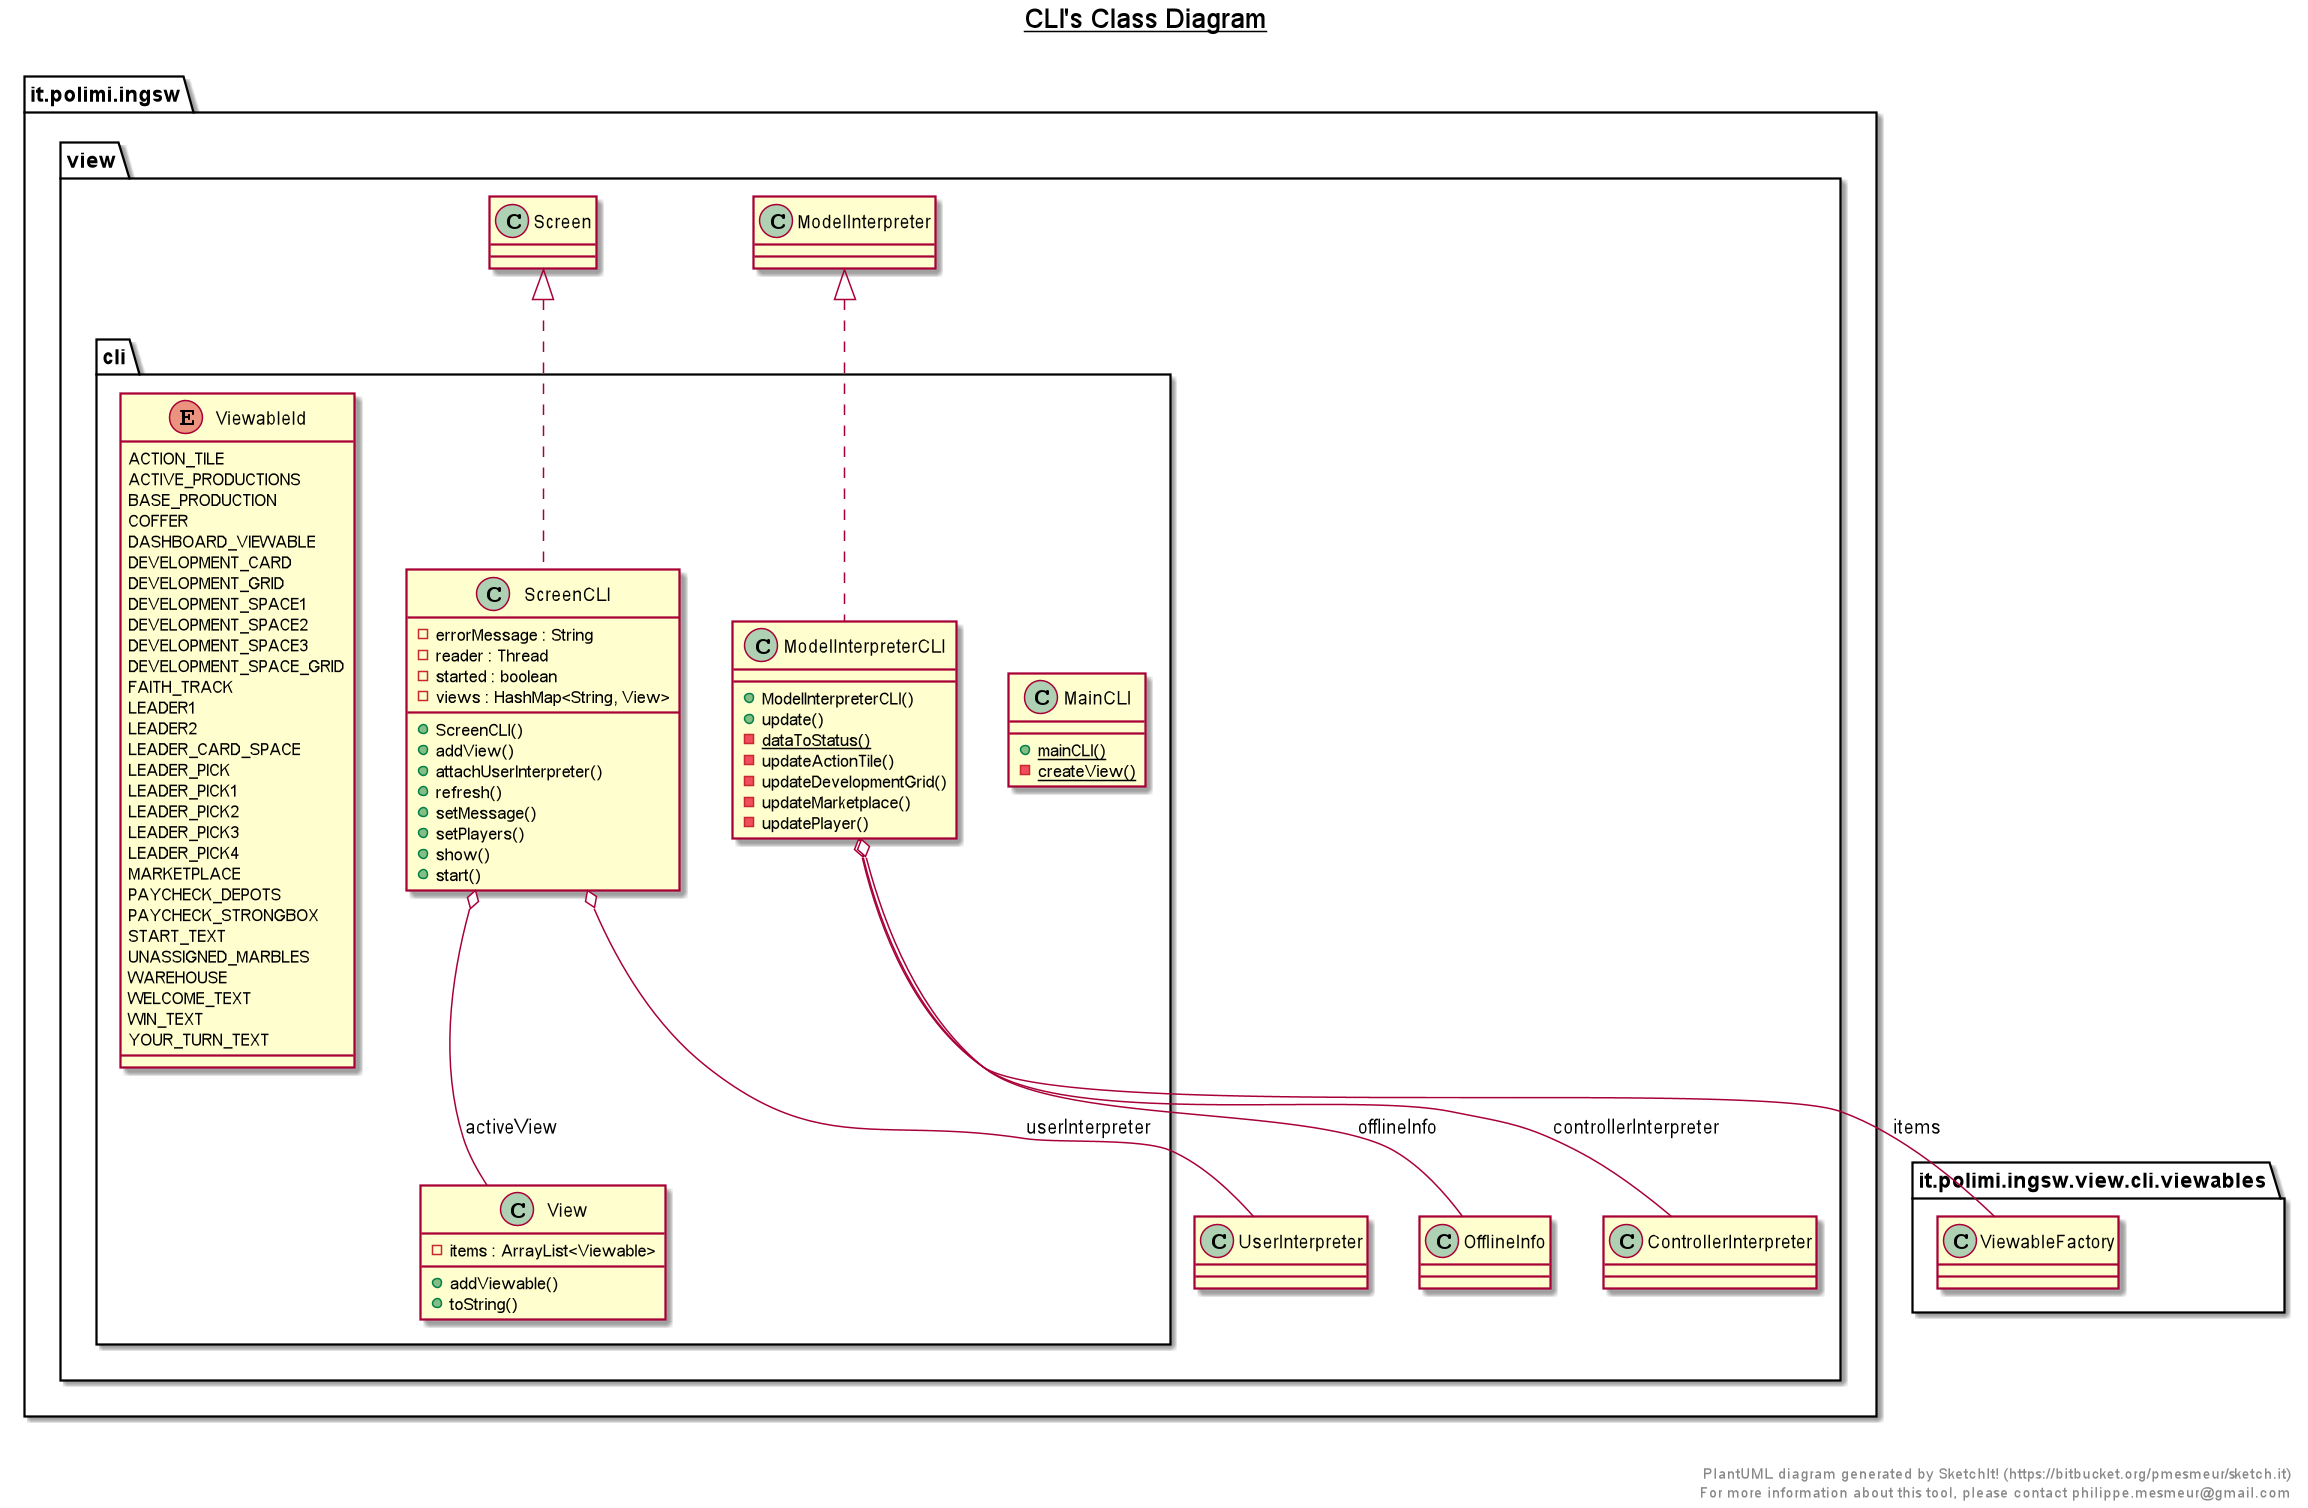 CLI's Class Diagram
it.polimi.ingsw
view
C Screen
C ModelInterpreter
cli
E ViewableId
ACTION_TILE
ACTIVE_PRODUCTIONS
BASE_PRODUCTION
COFFER
DASHBOARD_VIEWABLE
DEVELOPMENT_CARD
DEVELOPMENT_GRID
DEVELOPMENT_SPACE1
DEVELOPMENT_SPACE2
DEVELOPMENT_SPACE3
DEVELOPMENT_SPACE_GRID
FAITH_TRACK
LEADER1
LEADER2
LEADER_CARD_SPACE
LEADER_PICK
LEADER_PICK1
LEADER_PICK2
LEADER_PICK3
LEADER_PICK4
MARKETPLACE
PAYCHECK_DEPOTS
PAYCHECK_STRONGBOX
START_TEXT
UNASSIGNED_MARBLES
WAREHOUSE
WELCOME_TEXT
WIN_TEXT
YOUR_TURN_TEXT
C ScreenCLI
errorMessage : String
reader : Thread
started : boolean
views : HashMap<String, View>
ScreenCLI()
addView()
attachUserInterpreter()
refresh()
setMessage()
setPlayers()
show()
start()
C ModelInterpreterCLI
ModelInterpreterCLI()
update()
dataToStatus()
updateActionTile()
updateDevelopmentGrid()
updateMarketplace()
updatePlayer()
C MainCLI
mainCLI()
createView()
activeView
userInterpreter
offlineInfo
controllerInterpreter
items
C View
items : ArrayList<Viewable>
addViewable()
toString()
C UserInterpreter
C OfflineInfo
C ControllerInterpreter
it.polimi.ingsw.view.cli.viewables
C ViewableFactory
PlantUML diagram generated by SketchIt! (https://bitbucket.org/pmesmeur/sketch.it)
For more information about this tool, please contact philippe.mesmeur@gmail.com